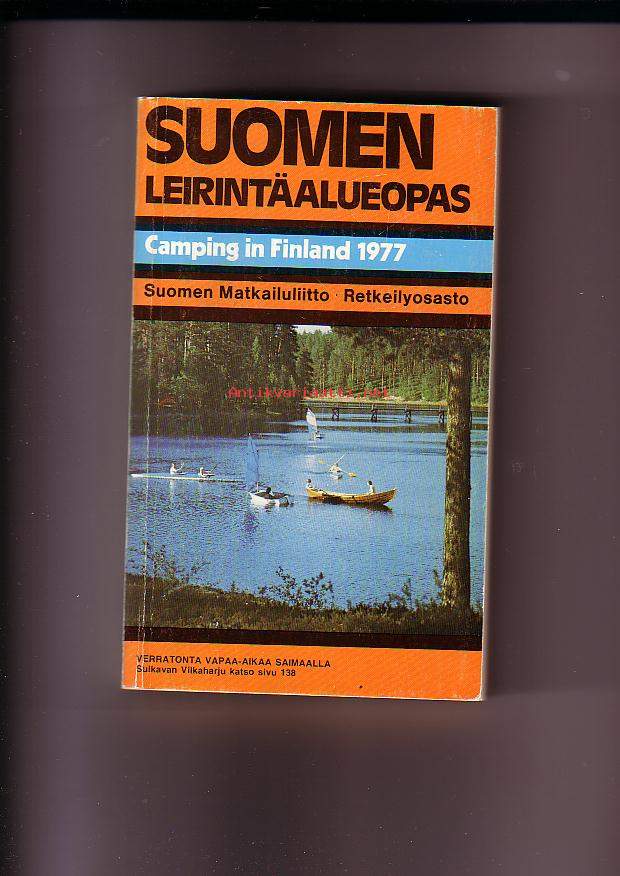 SUOMEN
LEIRINTÄALUEOPAS
Camping in Finland 1977
Suomen Matkailuliitto · Retkeilyosasto
Antikvariaatti.net
VERRATONTA VAPAA-AIKAA SAIMAALLA
Sulkavan Vilkaharju katso sivu 138